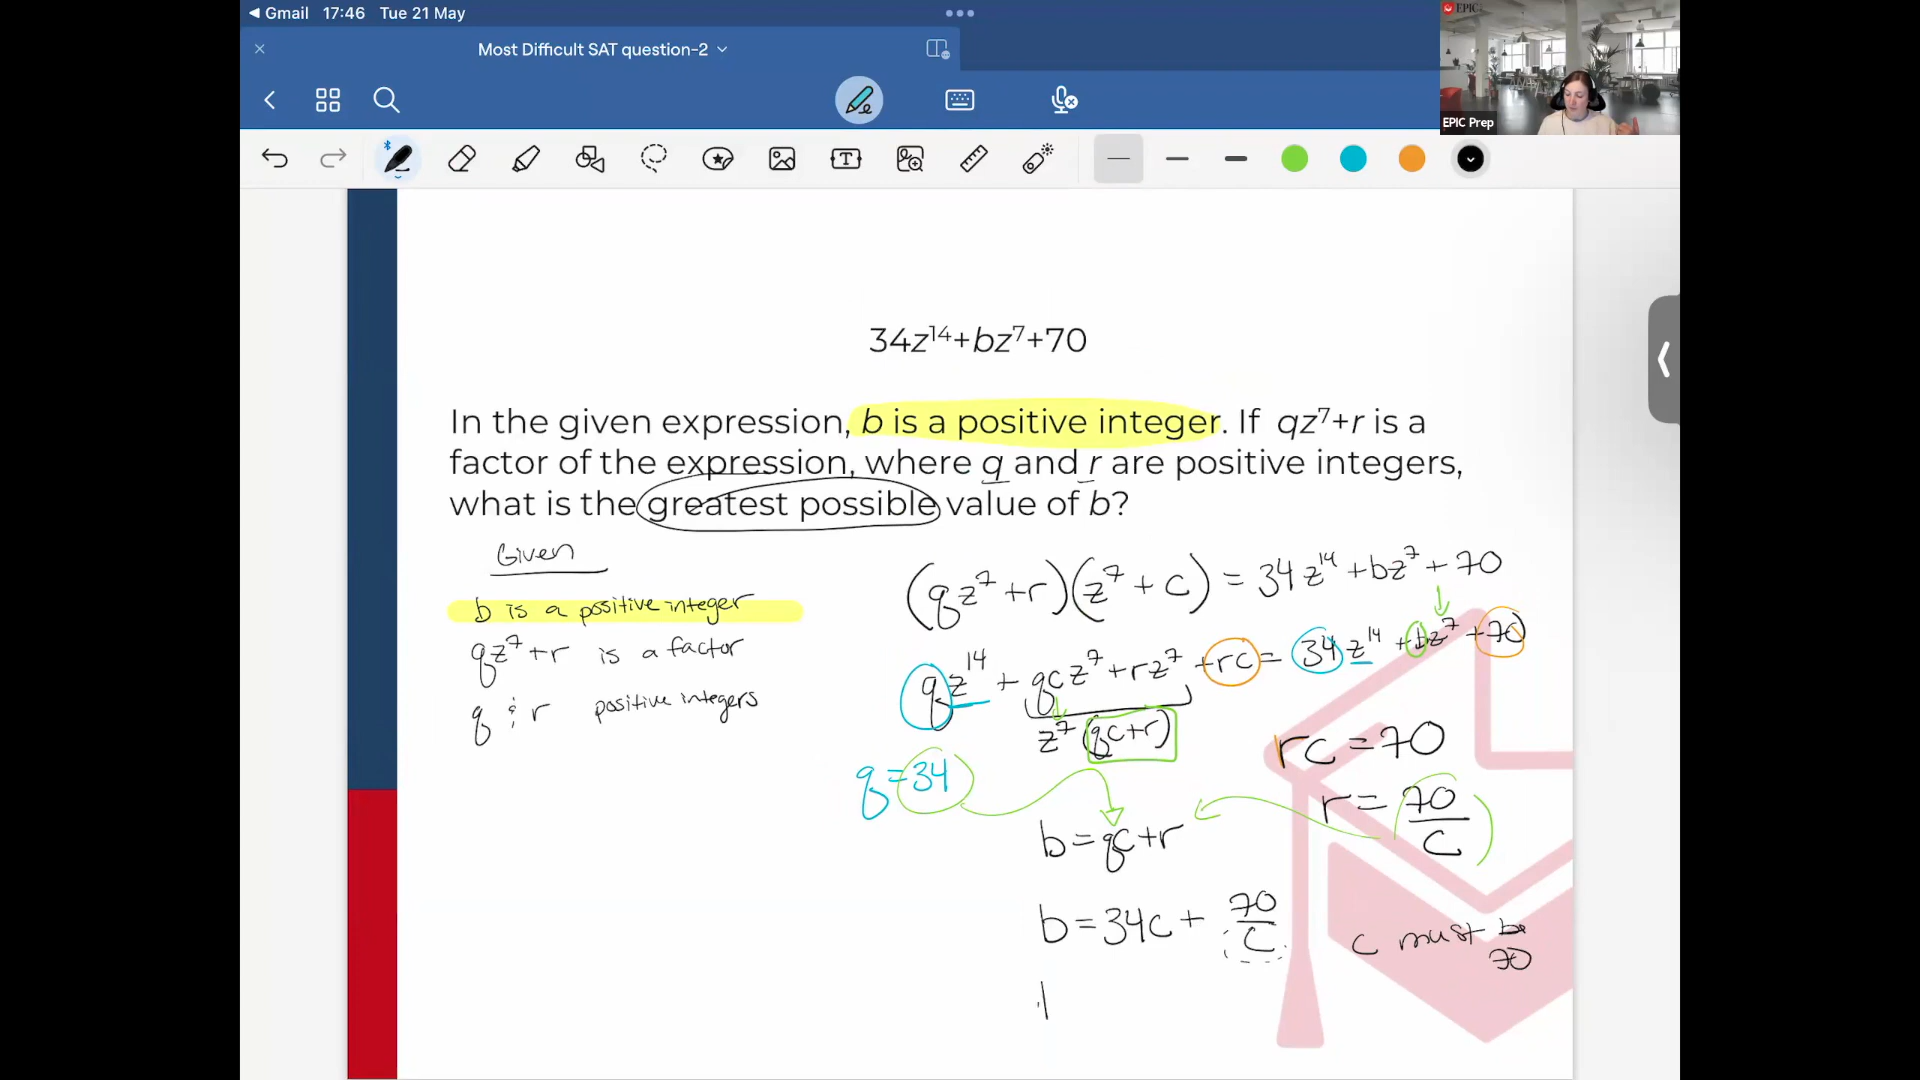 Gmail 17:46 Tue 21 May
EPIC
Most Difficult SAT question-2
EPIC Prep
34z¹⁴+bz⁷+70
In the given expression, b is a positive integer. If qz⁷+r is a
factor of the expression, where q and r are positive integers,
what is the greatest possible value of b?
Given
b is a positive integer
qz⁷+r is a factor
q & r positive integers
(qz⁷+r)(z⁷+c) = 34z¹⁴+bz⁷+70
qz¹⁴ + qcz⁷+rz⁷ +rc = 34z¹⁴+bz⁷+70
z⁷(qc+r)
rc=70
q=34
r=70/c
b=qc+r
b=34c+70/c
c must be
70